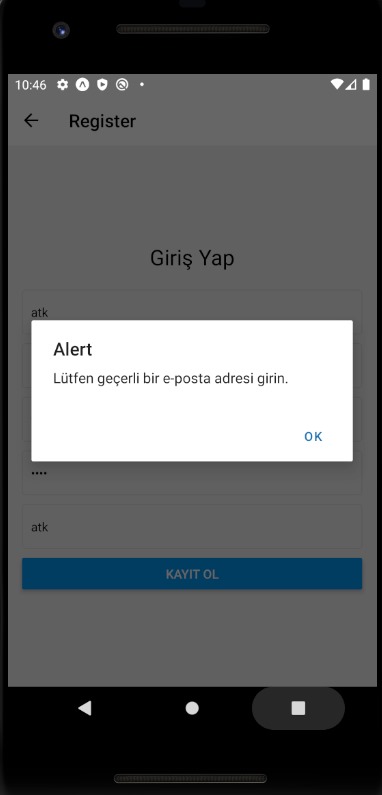 10:46
Register
Giriş Yap
atk
Alert
Lütfen geçerli bir e-posta adresi girin.
OK
••••
atk
KAYIT OL